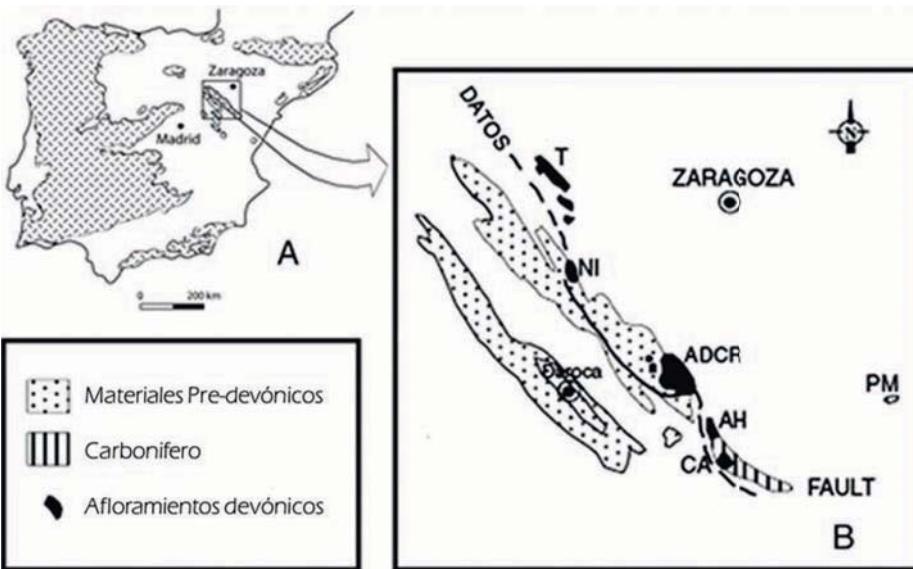 Zaragoza
Madrid
A
0 200 km
Materiales Pre-devónicos
Carbonifero
Afloramientos devónicos
DATOS
T
N
ZARAGOZA
NI
ADCR
Daroca
PM
AH
CA
FAULT
B